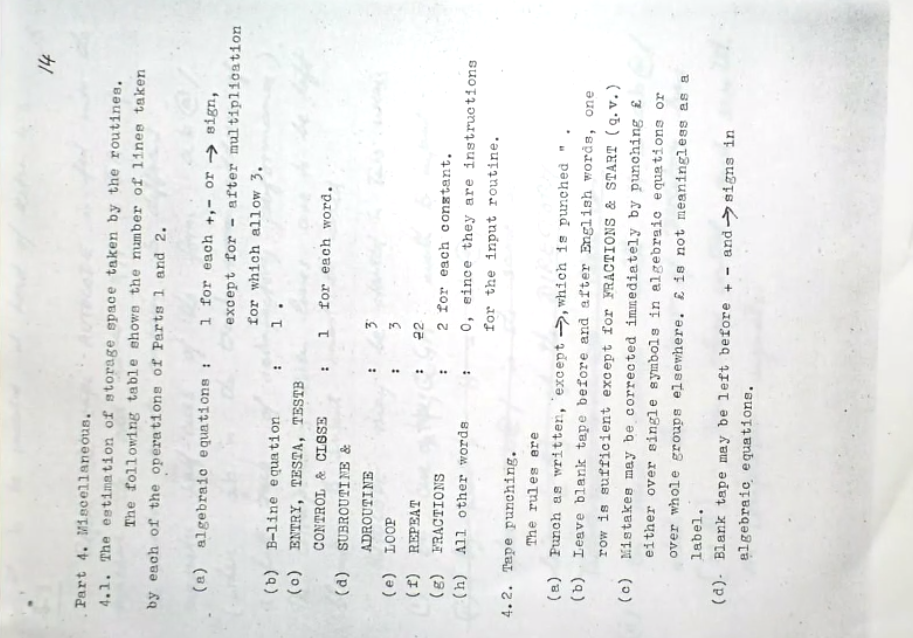 14
Part 4. Miscellaneous.
4.1. The estimation of storage space taken by the routines.
The following table shows the number of lines taken
by each of the operations of Parts 1 and 2.
(a) algebraic equations : 1 for each +,- or → sign,
except for - after multiplication
for which allow 3.
(b) B-line equation : 1.
(c) ENTRY, TESTA, TESTB
CONTROL & CLOSE : 1 for each word.
(d) SUBROUTINE &
ADROUTINE : 3
(e) LOOP : 3
(f) REPEAT : 22
(g) FRACTIONS : 2 for each constant.
(h) All other words : 0, since they are instructions
for the input routine.
4.2. Tape punching.
The rules are
(a) Punch as written, except →, which is punched " .
(b) Leave blank tape before and after English words, one
row is sufficient except for FRACTIONS & START (q.v.)
(c) Mistakes may be corrected immediately by punching £
either over single symbols in algebraic equations or
over whole groups elsewhere. £ is not meaningless as a
label.
(d). Blank tape may be left before + - and → signs in
algebraic equations.